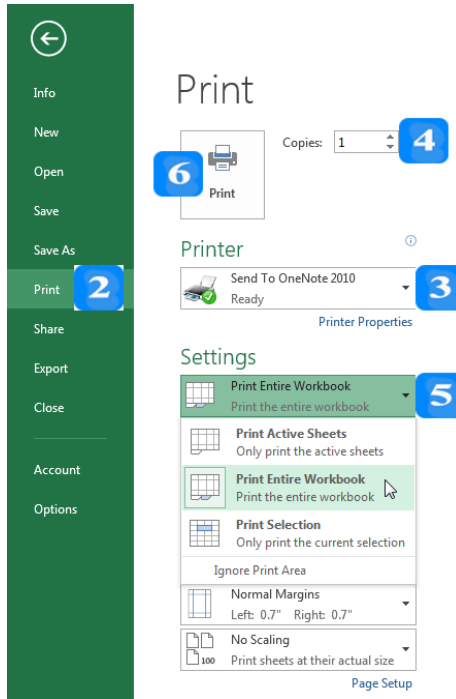 Info
New
Open
Save
Save As
Print
2
Share
Export
Close
Account
Options
Print
Copies: 1
4
6
Print
Printer
Send To OneNote 2010
Ready
3
Printer Properties
Settings
Print Entire Workbook
Print the entire workbook
5
Print Active Sheets
Only print the active sheets
Print Entire Workbook
Print the entire workbook
Print Selection
Only print the current selection
Ignore Print Area
Normal Margins
Left: 0.7" Right: 0.7"
No Scaling
100 Print sheets at their actual size
Page Setup